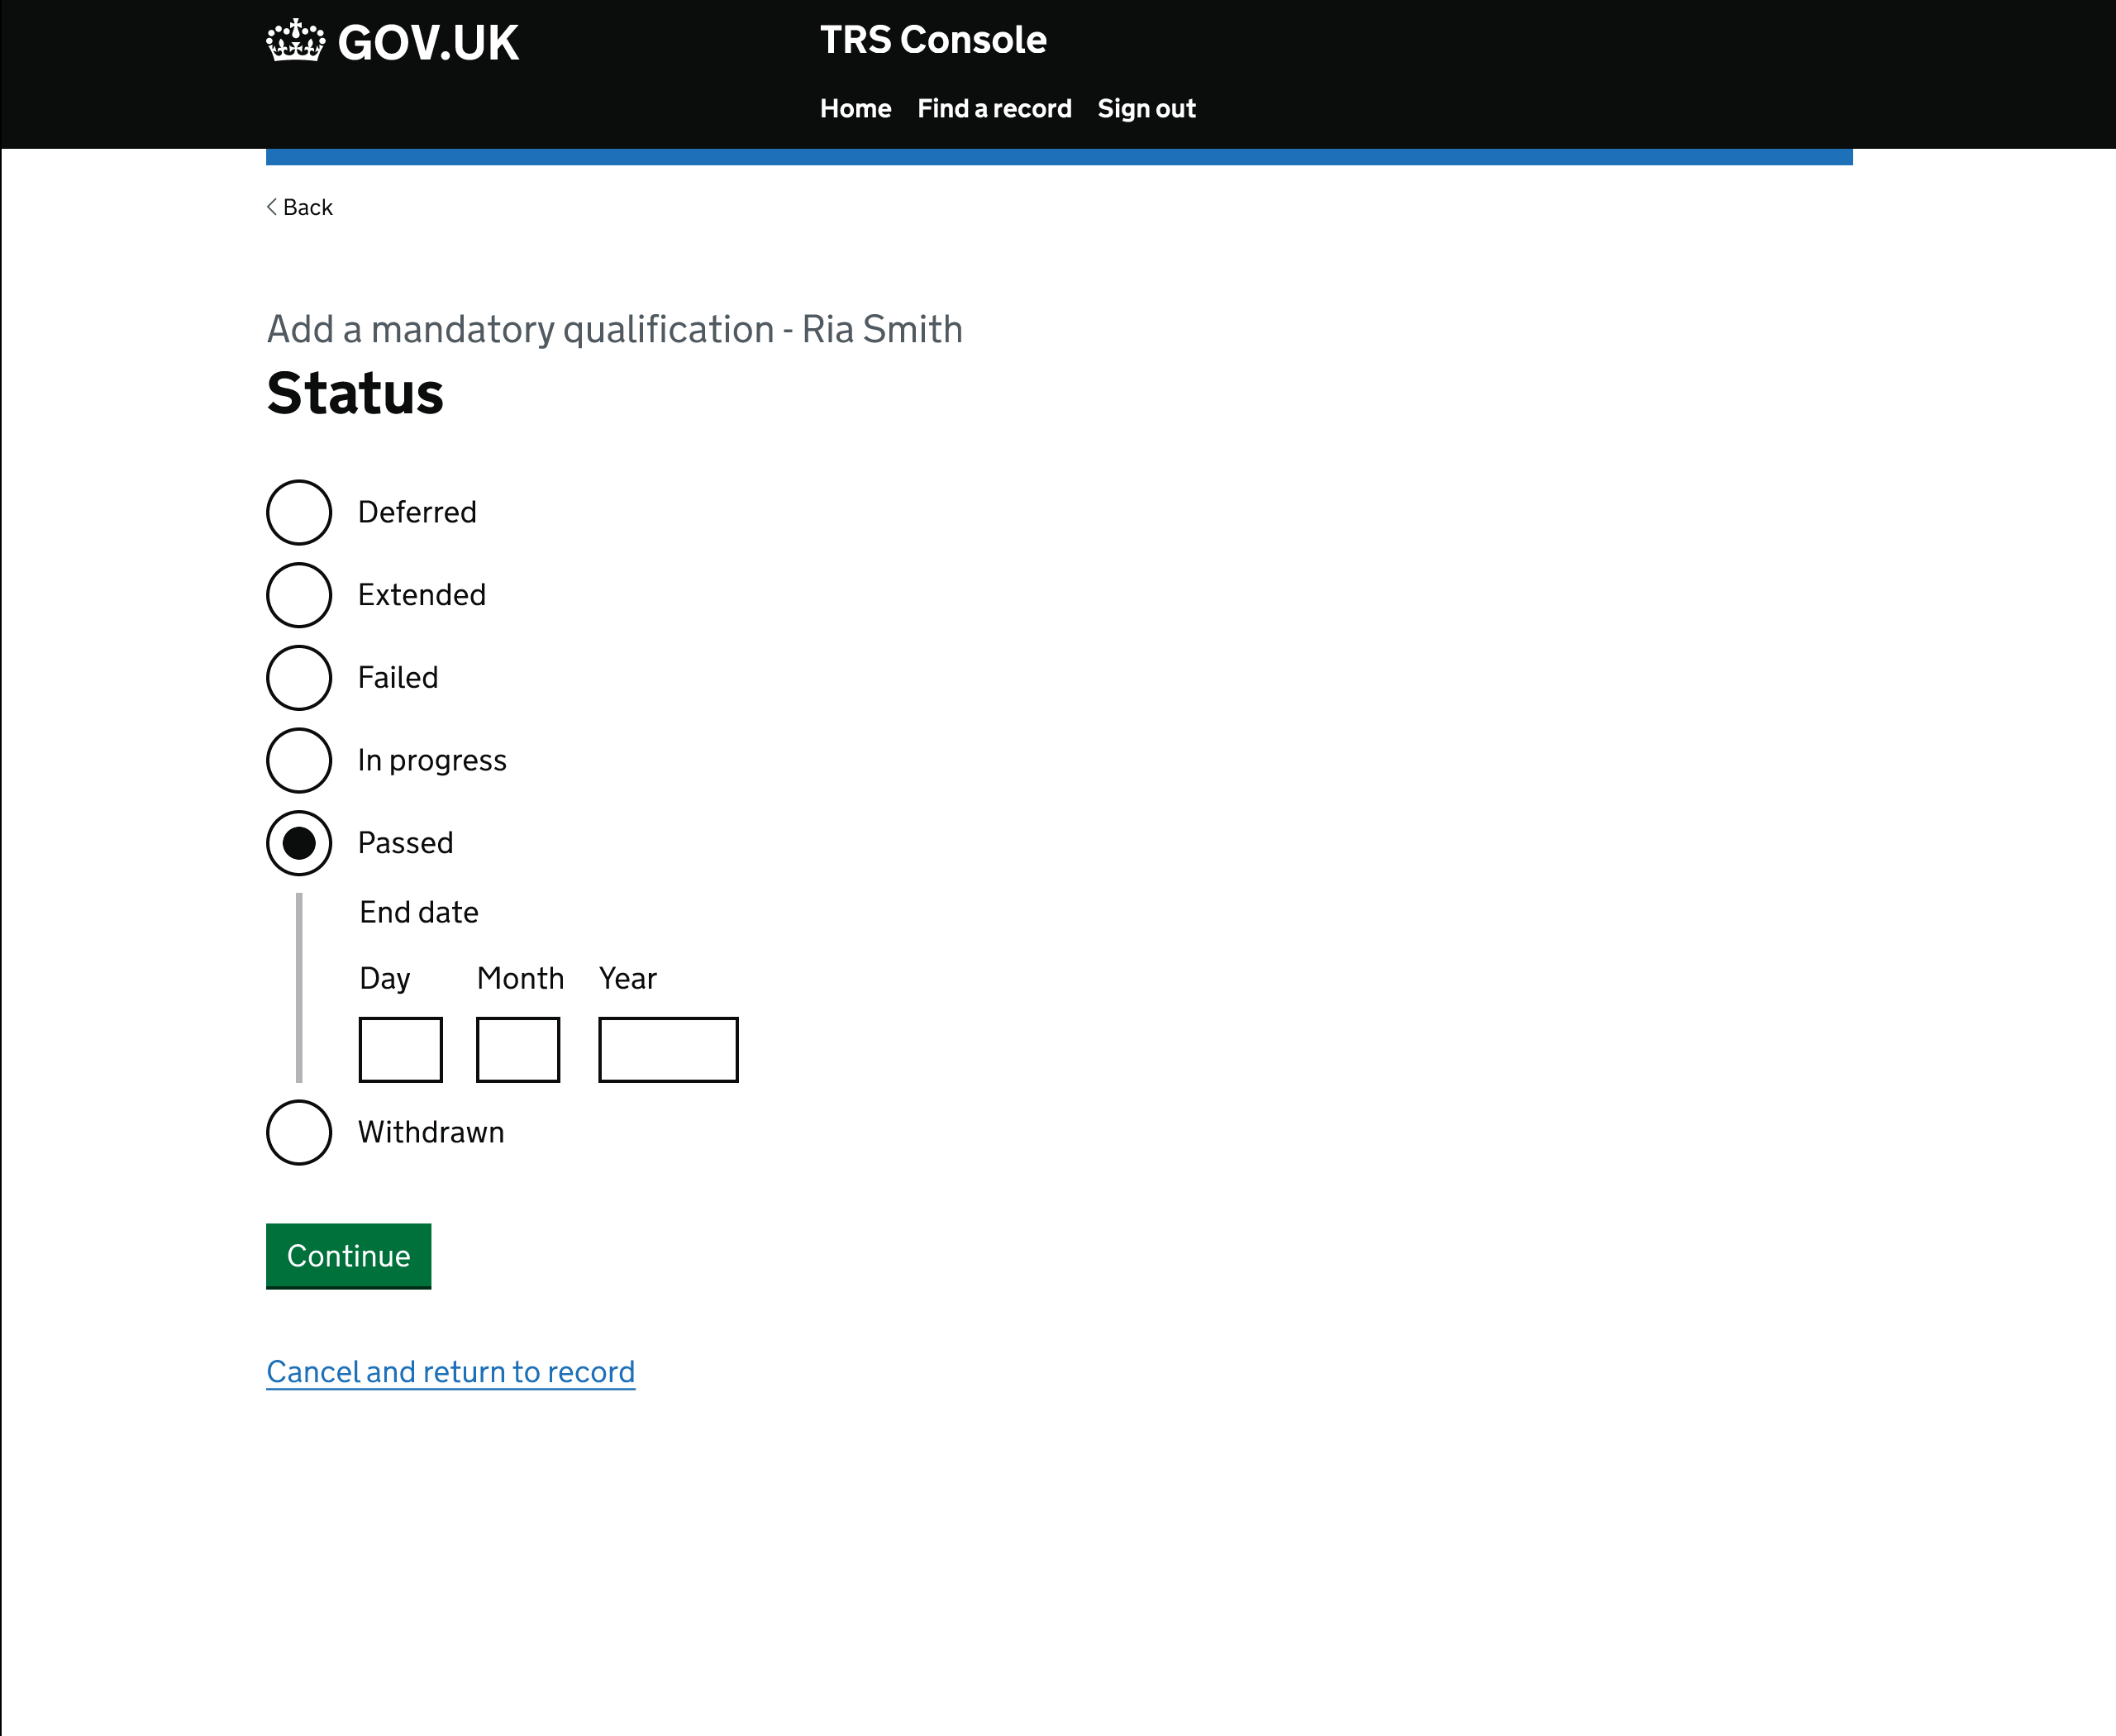 GOV.UK
TRS Console
Home Find a record Sign out
Back
Add a mandatory qualification - Ria Smith
Status
Deferred
Extended
Failed
In progress
Passed
End date
Day Month Year
Withdrawn
Continue
Cancel and return to record